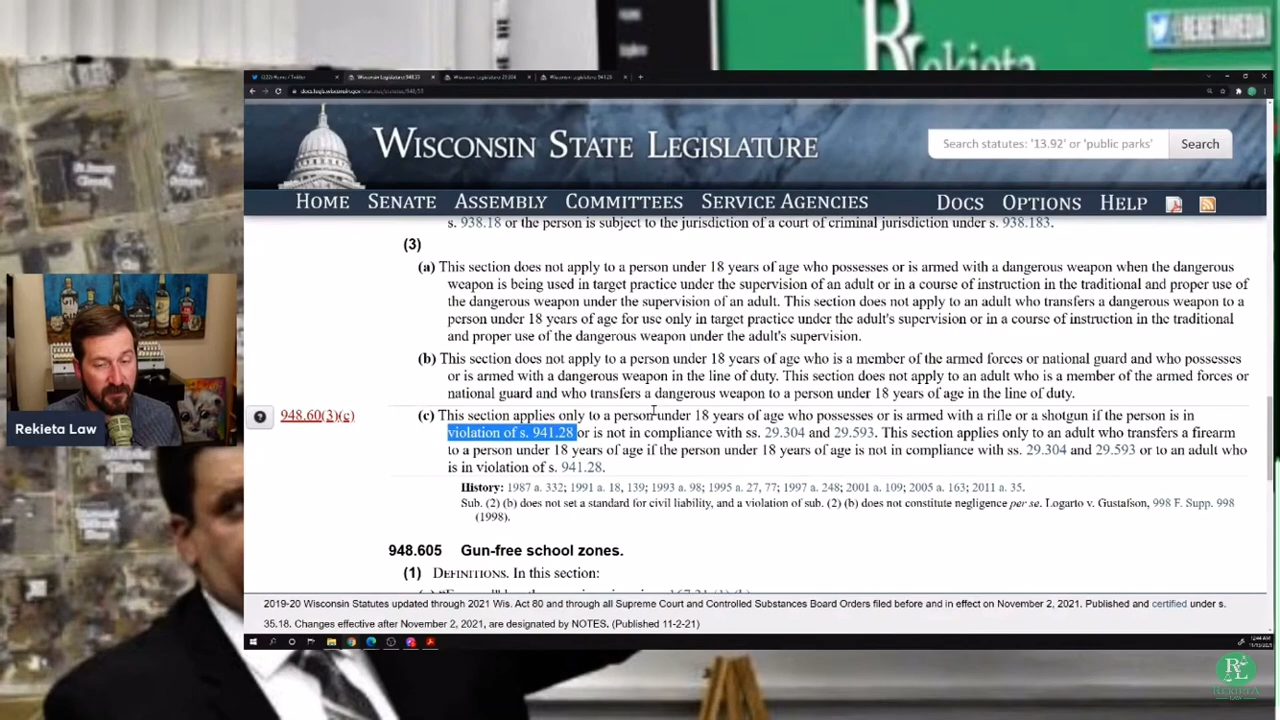 @REKIETAMEDIA
Rekieta
(222) Home / Twitter
Wisconsin Legislature: 948.55
Wisconsin Legislature: 29.304
Wisconsin Legislature: 941.28
WISCONSIN STATE LEGISLATURE
Search statutes: '13.92' or 'public parks'
Search
HOME SENATE ASSEMBLY COMMITTEES SERVICE AGENCIES DOCS OPTIONS HELP
s. 938.18 or the person is subject to the jurisdiction of a court of criminal jurisdiction under s. 938.183.
(3)
(a) This section does not apply to a person under 18 years of age who possesses or is armed with a dangerous weapon when the dangerous
weapon is being used in target practice under the supervision of an adult or in a course of instruction in the traditional and proper use of
the dangerous weapon under the supervision of an adult. This section does not apply to an adult who transfers a dangerous weapon to a
person under 18 years of age for use only in target practice under the adult's supervision or in a course of instruction in the traditional
and proper use of the dangerous weapon under the adult's supervision.
(b) This section does not apply to a person under 18 years of age who is a member of the armed forces or national guard and who possesses
or is armed with a dangerous weapon in the line of duty. This section does not apply to an adult who is a member of the armed forces or
national guard and who transfers a dangerous weapon to a person under 18 years of age in the line of duty.
948.60(3)(c)
(c) This section applies only to a person under 18 years of age who possesses or is armed with a rifle or a shotgun if the person is in
violation of s. 941.28 or is not in compliance with ss. 29.304 and 29.593. This section applies only to an adult who transfers a firearm
to a person under 18 years of age if the person under 18 years of age is not in compliance with ss. 29.304 and 29.593 or to an adult who
is in violation of s. 941.28.
History: 1987 a. 332; 1991 a. 18, 139; 1993 a. 98; 1995 a. 27, 77; 1997 a. 248; 2001 a. 109; 2005 a. 163; 2011 a. 35.
Sub. (2) (b) does not set a standard for civil liability, and a violation of sub. (2) (b) does not constitute negligence per se. Logarto v. Gustafson, 998 F. Supp. 998
(1998).
948.605 Gun-free school zones.
(1) DEFINITIONS. In this section:
2019-20 Wisconsin Statutes updated through 2021 Wis. Act 80 and through all Supreme Court and Controlled Substances Board Orders filed before and in effect on November 2, 2021. Published and certified under s.
35.18. Changes effective after November 2, 2021, are designated by NOTES. (Published 11-2-21)
Rekieta Law
REKIETA
LAW